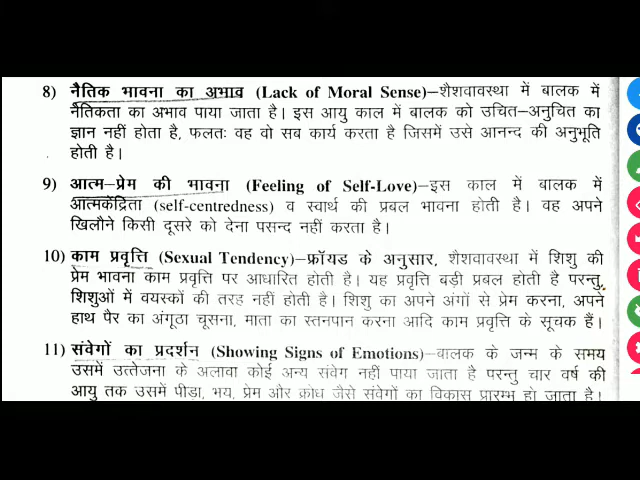 8) नैतिक भावना का अभाव (Lack of Moral Sense)–शैशवावस्था में बालक में
नैतिकता का अभाव पाया जाता है। इस आयु काल में बालक को उचित–अनुचित का
ज्ञान नहीं होता है, फलतः वह वो सब कार्य करता है जिसमें उसे आनन्द की अनुभूति
होती है।
9) आत्म–प्रेम की भावना (Feeling of Self-Love)–इस काल में बालक में
आत्मकेंद्रिता (self-centredness) व स्वार्थ की प्रबल भावना होती है। वह अपने
खिलौने किसी दूसरे को देना पसन्द नहीं करता है।
10) काम प्रवृत्ति (Sexual Tendency)–फ्रॉयड के अनुसार, शैशवावस्था में शिशु की
प्रेम भावना काम प्रवृत्ति पर आधारित होती है। यह प्रवृत्ति बड़ी प्रबल होती है परन्तु
शिशुओं में वयस्कों की तरह नहीं होती है। शिशु का अपने अंगों से प्रेम करना, अपने
हाथ पैर का अंगूठा चूसना, माता का स्तनपान करना आदि काम प्रवृत्ति के सूचक हैं।
11) संवेगों का प्रदर्शन (Showing Signs of Emotions)–बालक के जन्म के समय
उसमें उत्तेजना के अलावा कोई अन्य संवेग नहीं पाया जाता है परन्तु चार वर्ष की
आयु तक उसमें पीड़ा, भय, प्रेम और क्रोध जैसे संवेगों का विकास प्रारम्भ हो जाता है।